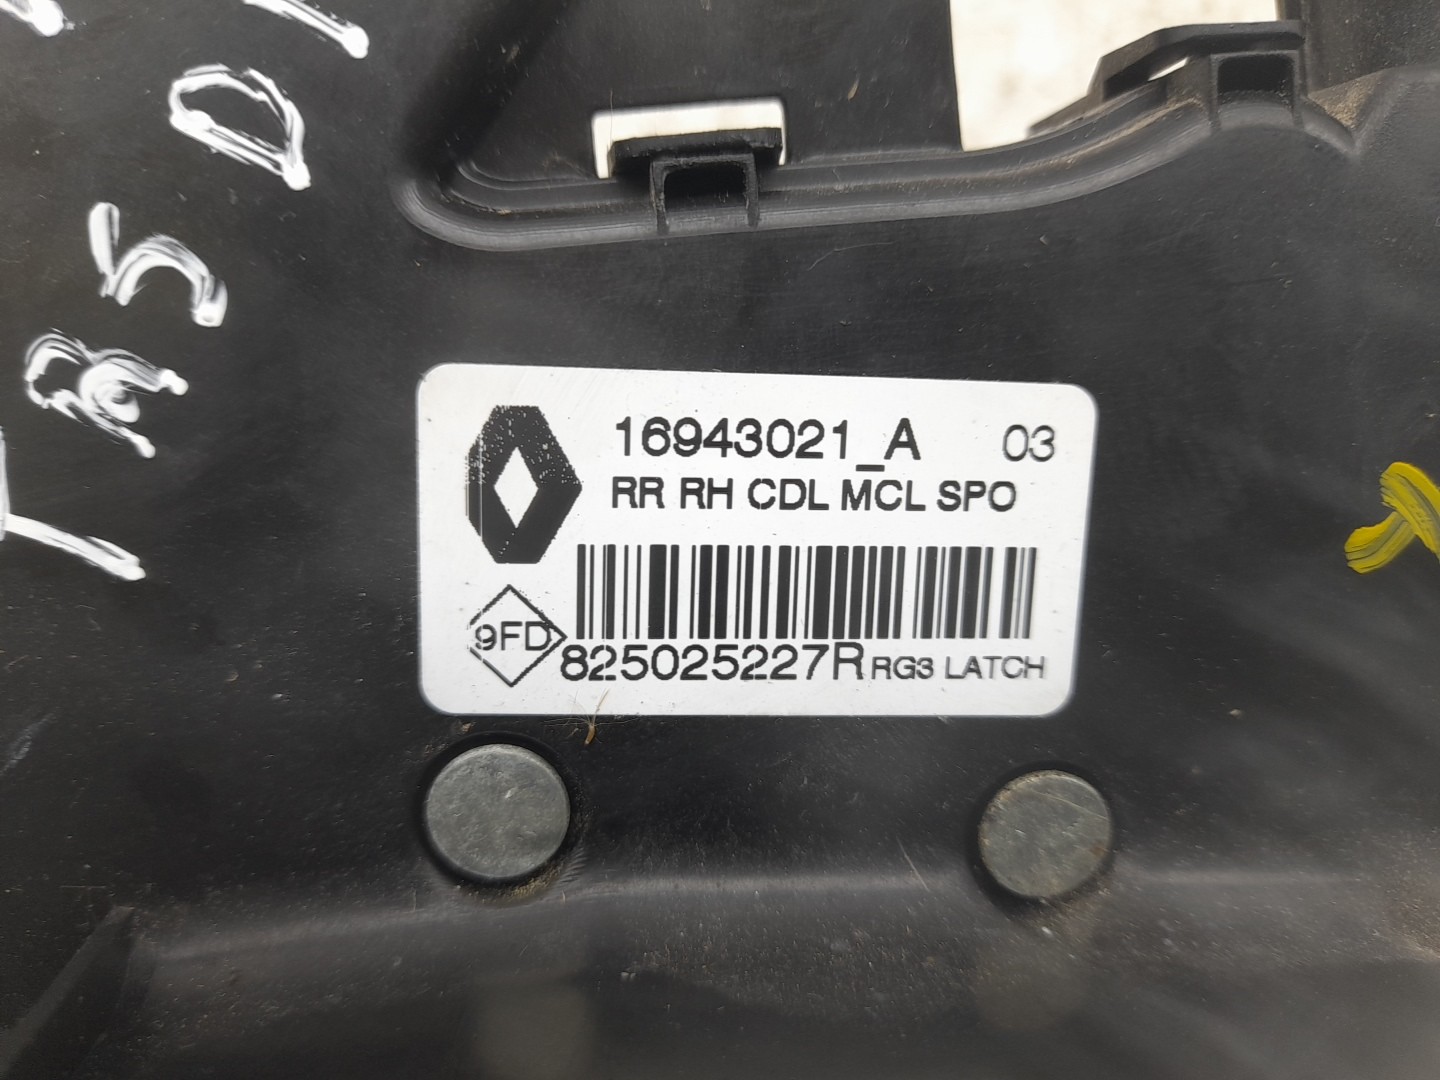 16943021_A 03
RR RH CDL MCL SPO
9FD
825025227R RG3 LATCH